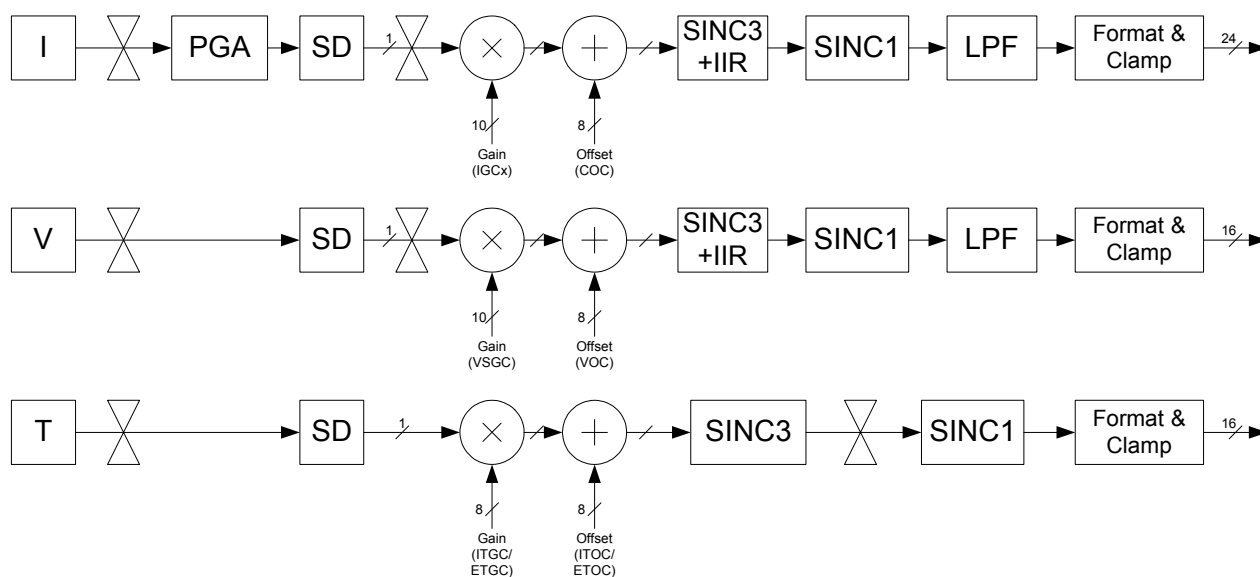 I
PGA
SD
1
SINC3
+IIR
SINC1
LPF
Format &
Clamp
24
10
Gain
(IGCx)
8
Offset
(COC)
V
SD
1
SINC3
+IIR
SINC1
LPF
Format &
Clamp
16
10
Gain
(VSGC)
8
Offset
(VOC)
T
SD
1
SINC3
SINC1
Format &
Clamp
16
8
Gain
(ITGC/
ETGC)
8
Offset
(ITOC/
ETOC)